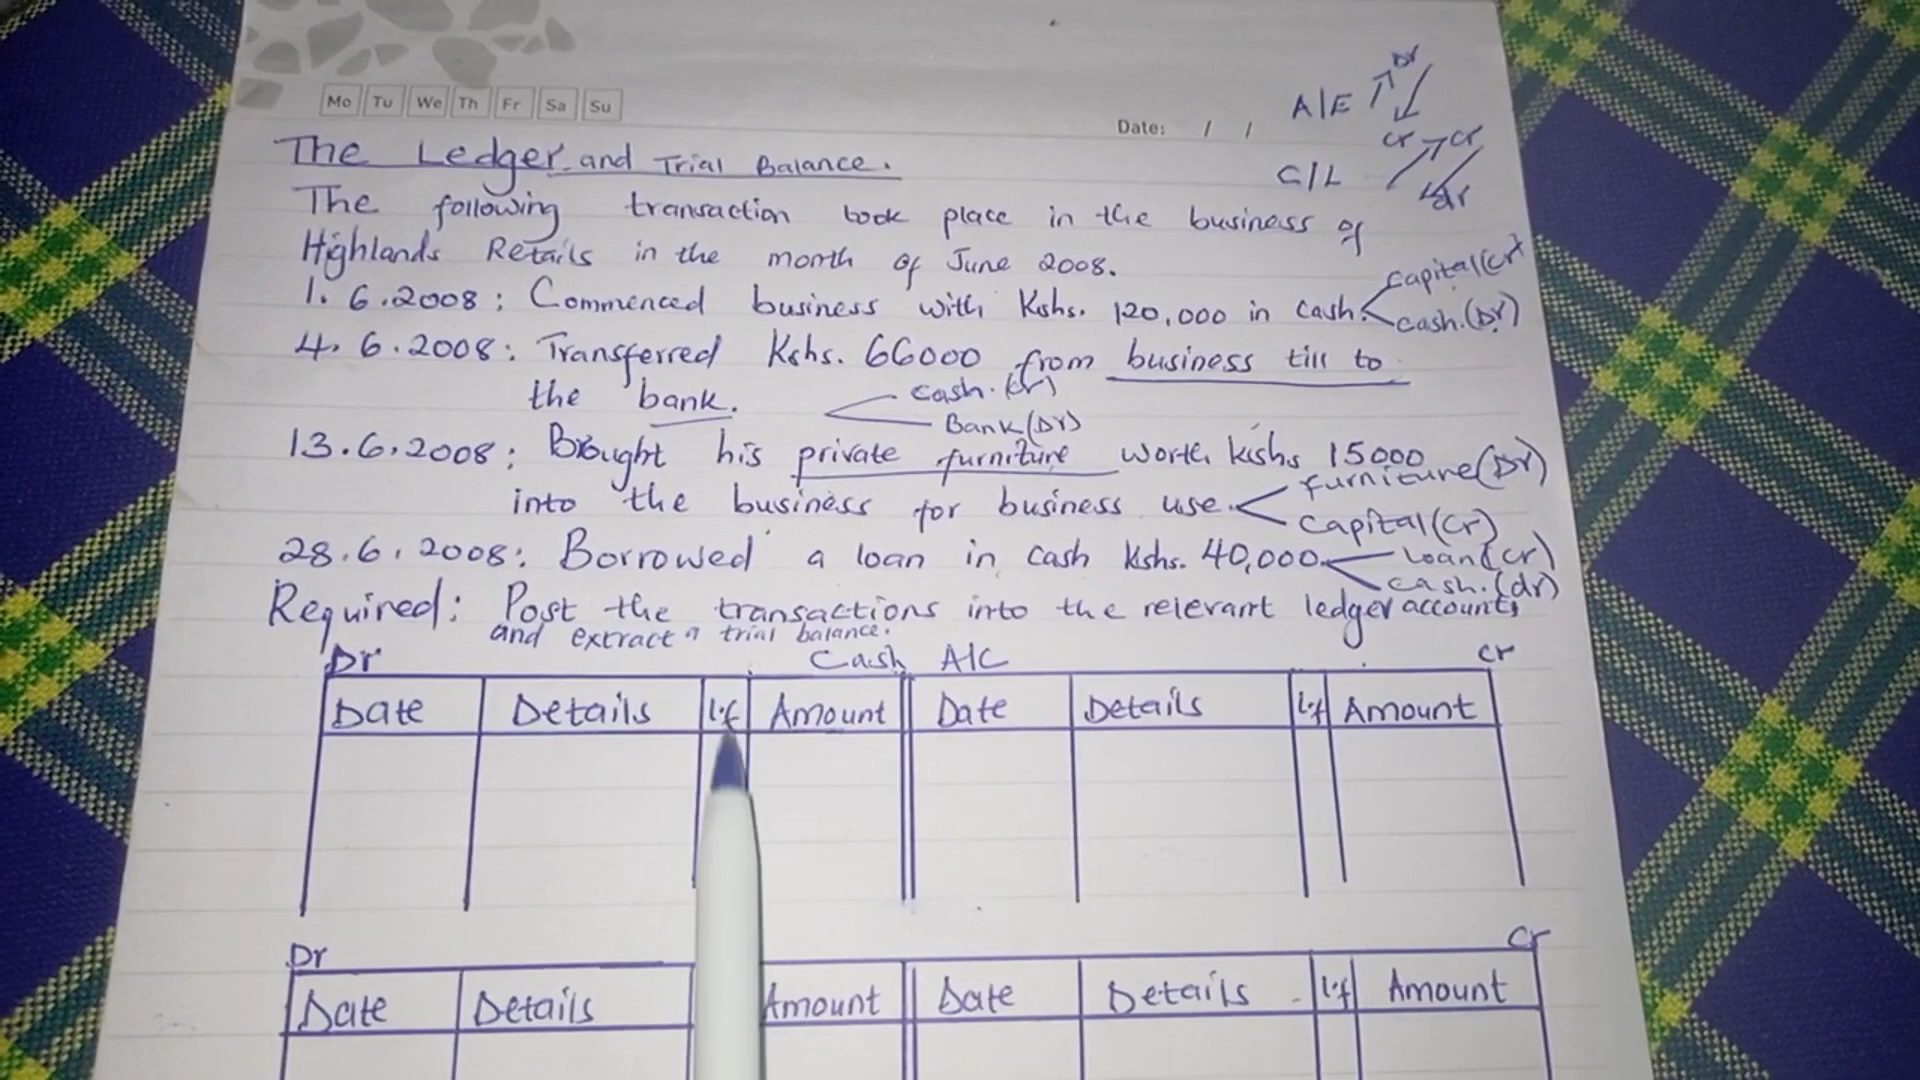 Mo Tu We Th Fr Sa Su
Date: / /
A/E Dr
cr cr
C/L dr
The Ledger and Trial Balance.
The following transaction took place in the business of
Highlands Retails in the month of June 2008.
1. 6.2008: Commenced business with Kshs. 120,000 in cash. capital(cr)
cash.(Dr)
4. 6.2008: Transferred Kshs. 66000 from business till to
the bank. cash.(cr)
Bank(Dr)
13.6.2008: Brought his private furniture worth kshs 15000
into the business for business use. furniture(Dr)
capital(cr)
28.6.2008: Borrowed a loan in cash kshs. 40,000 loan(cr)
cash.(dr)
Required: Post the transactions into the relevant ledger accounts
and extract a trial balance.
Dr Cash A/C cr
Date Details l.f Amount Date Details l.f Amount
Dr Cr
Date Details Amount Date Details l.f Amount